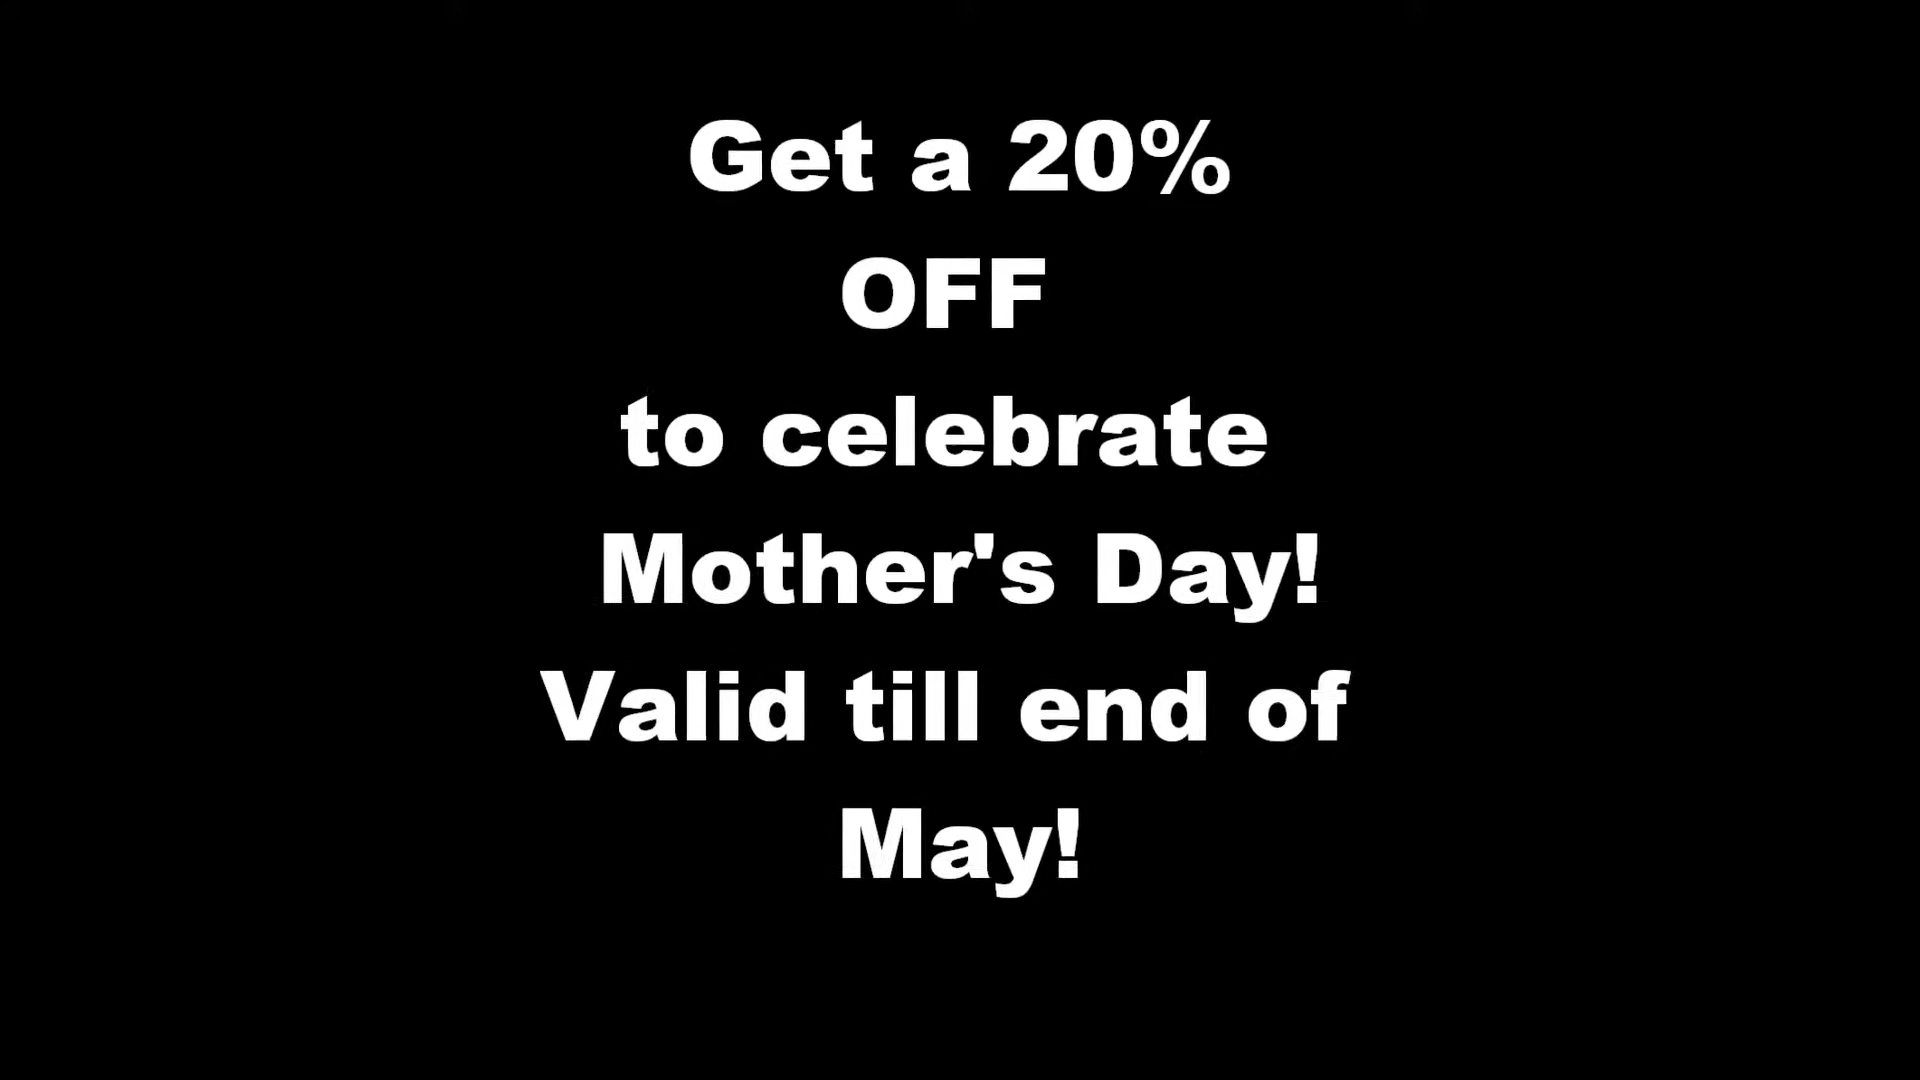 Get a 20%
OFF
to celebrate
Mother's Day!
Valid till end of
May!